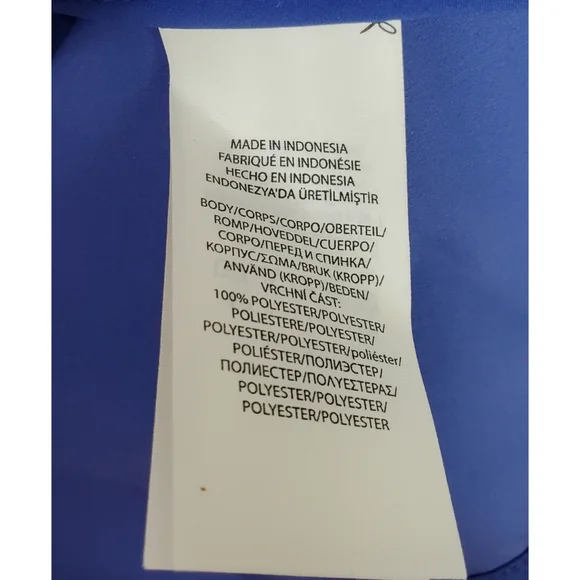 MADE IN INDONESIA
FABRIQUÉ EN INDONÉSIE
HECHO EN INDONESIA
ENDONEZYA'DA ÜRETİLMİŞTİR
BODY/CORPS/CORPO/OBERTEIL/
ROMP/HOVEDDEL/CUERPO/
CORPO/ПЕРЕД И СПИНКА/
КОРПУС/ΣΩΜΑ/BRUK (KROPP)/
ANVÄND (KROPP)/BEDEN/
VRCHNÍ ČÁST:
100% POLYESTER/POLYESTER/
POLIESTERE/POLYESTER/
POLYESTER/POLYESTER/poliéster/
POLIÉSTER/ПОЛИЭСТЕР/
ПОЛИЕСТЕР/ΠΟΛΥΕΣΤΕΡΑΣ/
POLYESTER/POLYESTER/
POLYESTER/POLYESTER